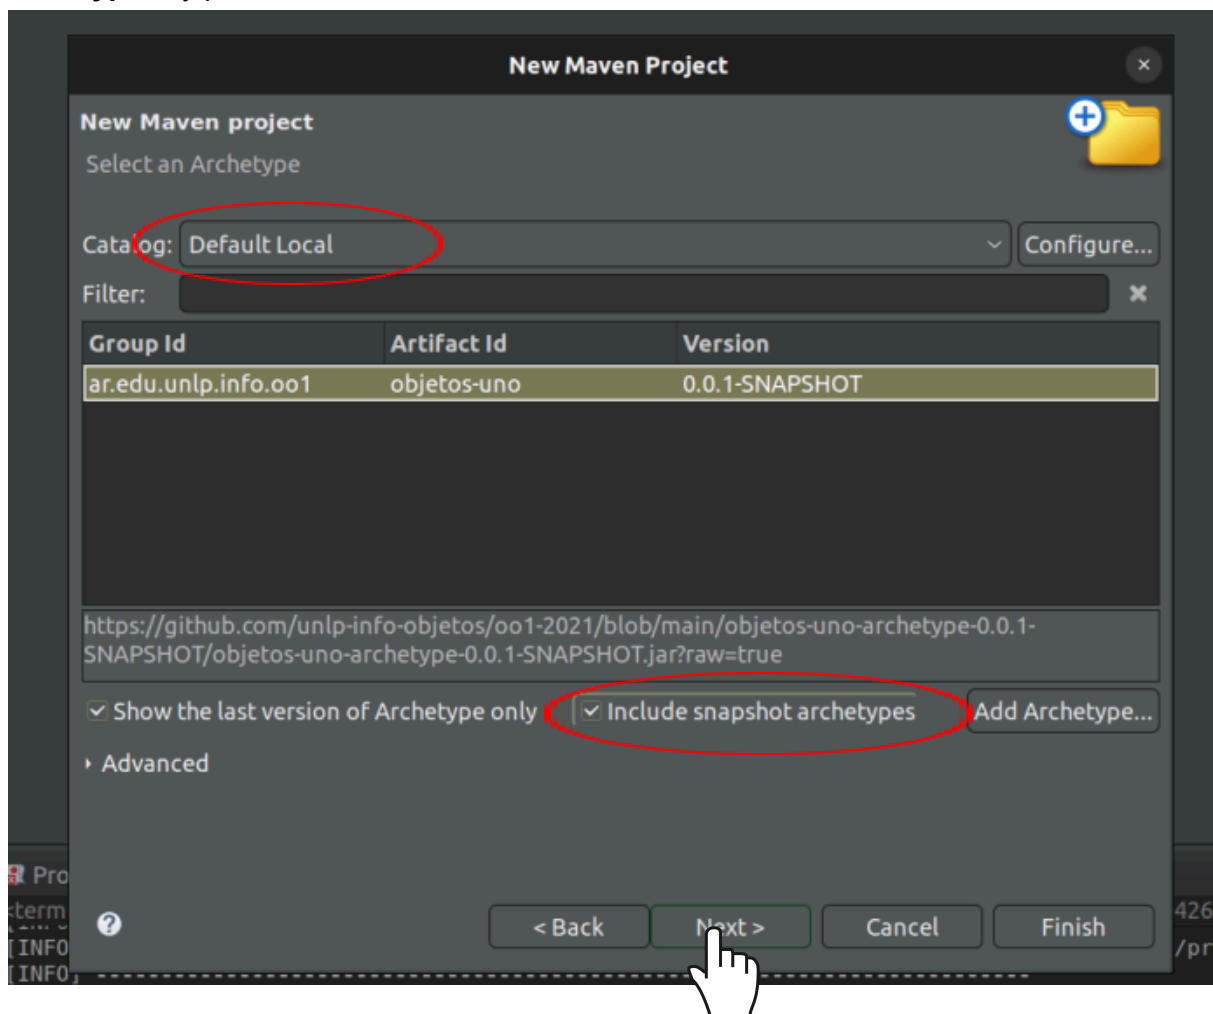 New Maven Project
New Maven project
Select an Archetype
Catalog: Default Local Configure...
Filter:
Group Id Artifact Id Version
ar.edu.unlp.info.oo1 objetos-uno 0.0.1-SNAPSHOT
https://github.com/unlp-info-objetos/oo1-2021/blob/main/objetos-uno-archetype-0.0.1-
SNAPSHOT/objetos-uno-archetype-0.0.1-SNAPSHOT.jar?raw=true
Show the last version of Archetype only Include snapshot archetypes Add Archetype...
Advanced
Pro
<term 426
< Back Next > Cancel Finish
[INFO /pr
[INFO] ------------------------------------------------------------------------